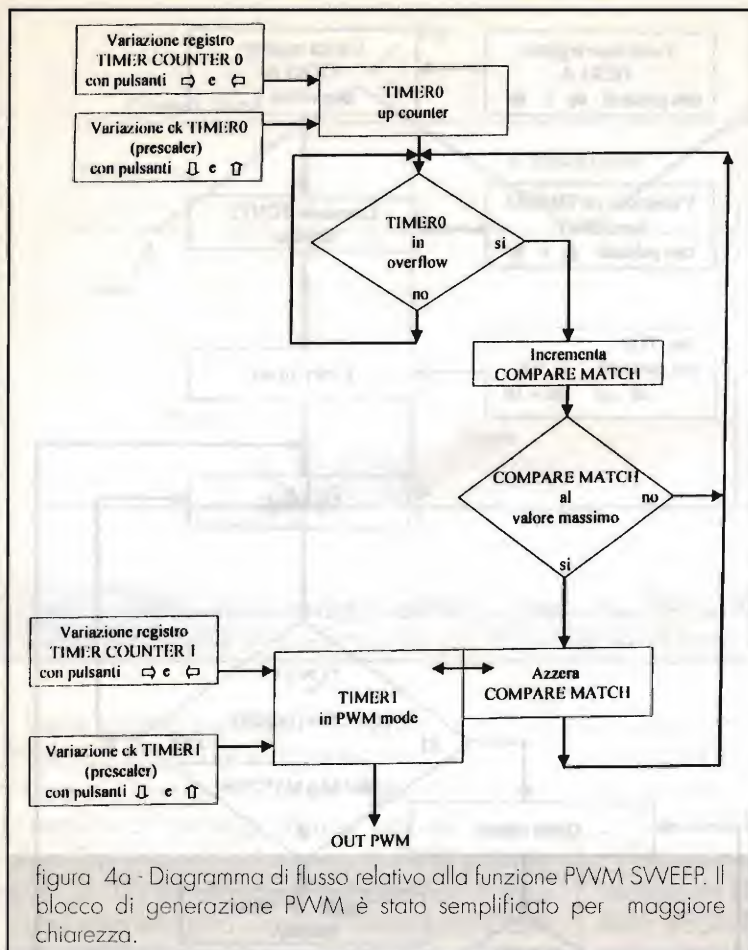 Variazione registro
TIMER COUNTER 0
con pulsanti ⇨ e ⇦
TIMER0
up counter
Variazione ck TIMER0
(prescaler)
con pulsanti ⇩ e ⇧
TIMER0
in
overflow
si
no
Incrementa
COMPARE MATCH
COMPARE MATCH
al
valore massimo
no
si
Variazione registro
TIMER COUNTER 1
con pulsanti ⇨ e ⇦
TIMER1
in PWM mode
Azzera
COMPARE MATCH
Variazione ck TIMER1
(prescaler)
con pulsanti ⇩ e ⇧
OUT PWM
figura 4a - Diagramma di flusso relativo alla funzione PWM SWEEP. Il
blocco di generazione PWM è stato semplificato per maggiore
chiarezza.